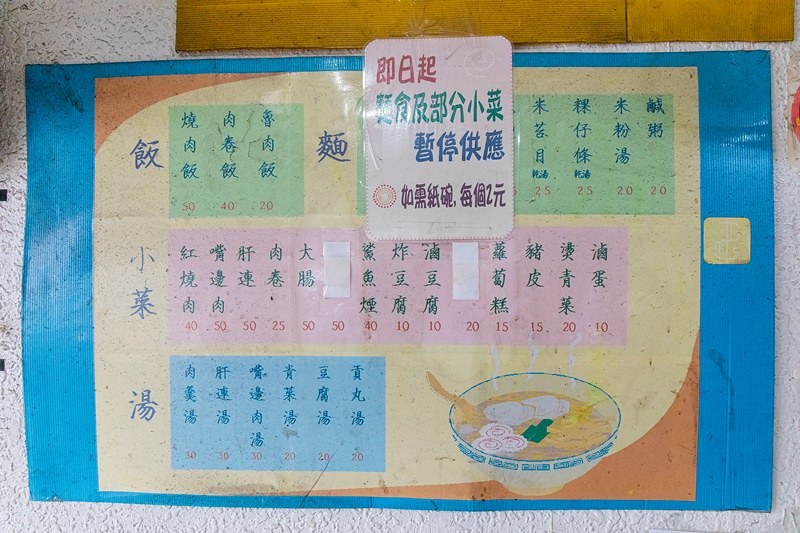 即日起
麵食及部分小菜
暫停供應
如需紙碗,每個2元
飯
燒肉飯 50
肉卷飯 40
魯肉飯 20
麵
米苔目 乾湯 25
粿仔條 乾湯 25
米粉湯 20
鹹粥 20
小菜
紅燒肉 40
嘴邊肉 50
肝連 50
肉卷 25
大腸 50
50
鯊魚煙 40
炸豆腐 10
滷豆腐 10
20
蘿蔔糕 15
豬皮 15
燙青菜 20
滷蛋 10
湯
肉羹湯 30
肝連湯 30
嘴邊肉湯 30
青菜湯 20
豆腐湯 20
貢丸湯 20